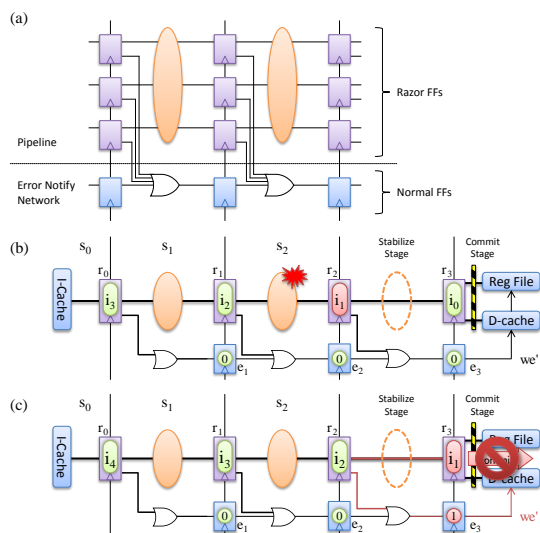 (a)
Razor FFs
Pipeline
Error Notify
Network
Normal FFs
(b)
s0 s1 s2 Stabilize Stage Commit Stage
I-Cache
r0 r1 r2 r3
i3 i2 i1 i0
Reg File
D-cache
0 0 0
e1 e2 e3
we'
(c)
s0 s1 s2 Stabilize Stage Commit Stage
I-Cache
r0 r1 r2 r3
i4 i3 i2 i1
Reg File
D-cache
0 0 1
e1 e2 e3
we'